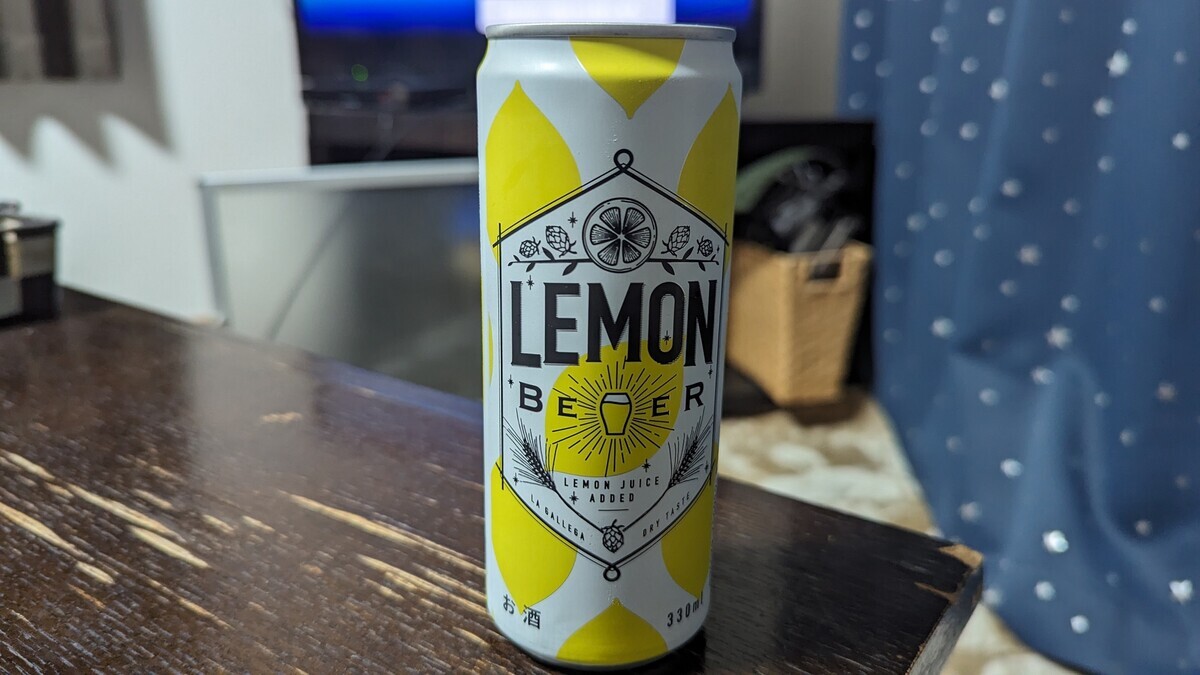 LEMON
BEER
LEMON JUICE
ADDED
LA GALLEGA
DRY TASTE
お酒
330ml